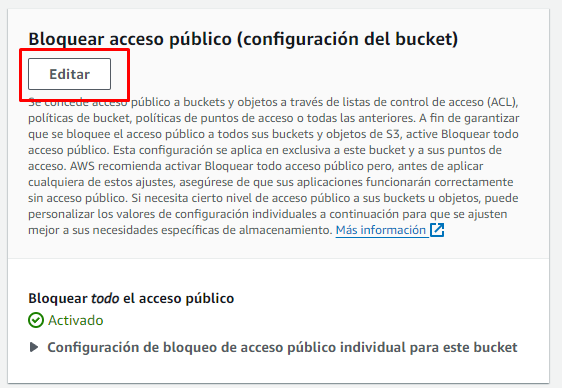 Bloquear acceso público (configuración del bucket)
Editar
Se concede acceso público a buckets y objetos a través de listas de control de acceso (ACL),
políticas de bucket, políticas de puntos de acceso o todas las anteriores. A fin de garantizar
que se bloquee el acceso público a todos sus buckets y objetos de S3, active Bloquear todo
acceso público. Esta configuración se aplica en exclusiva a este bucket y a sus puntos de
acceso. AWS recomienda activar Bloquear todo acceso público pero, antes de aplicar
cualquiera de estos ajustes, asegúrese de que sus aplicaciones funcionarán correctamente
sin acceso público. Si necesita cierto nivel de acceso público a sus buckets u objetos, puede
personalizar los valores de configuración individuales a continuación para que se ajusten
mejor a sus necesidades específicas de almacenamiento. Más información
Bloquear todo el acceso público
Activado
Configuración de bloqueo de acceso público individual para este bucket